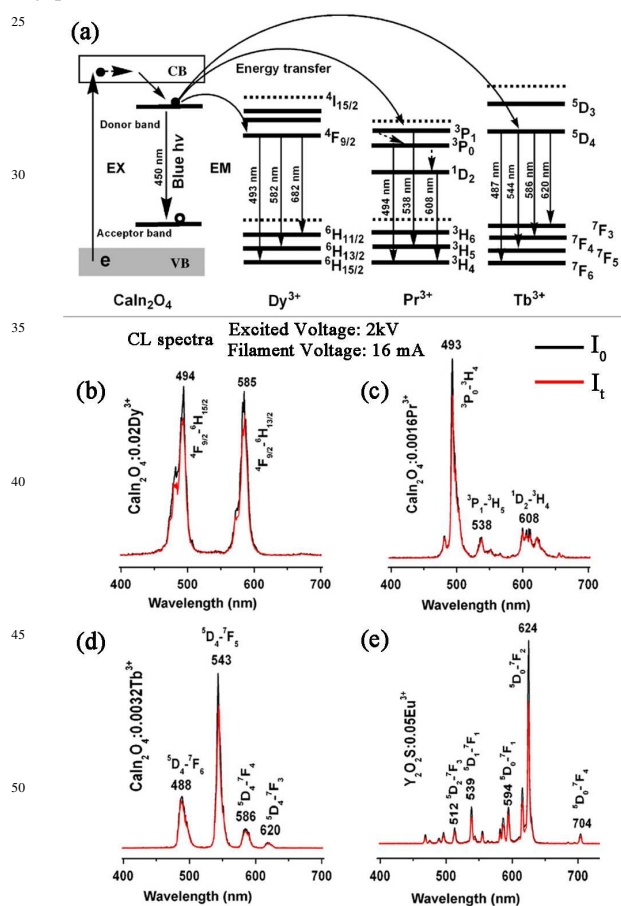 25
(a)
CB
Energy transfer
Donor band
EX
450 nm
Blue hν
EM
Acceptor band
e
VB
CaIn₂O₄
⁴I₁₅/₂
⁴F₉/₂
493 nm
582 nm
682 nm
⁶H₁₁/₂
⁶H₁₃/₂
⁶H₁₅/₂
Dy³⁺
³P₁
³P₀
¹D₂
494 nm
538 nm
608 nm
³H₆
³H₅
³H₄
Pr³⁺
⁵D₃
⁵D₄
487 nm
544 nm
586 nm
620 nm
⁷F₃
⁷F₄ ⁷F₅
⁷F₆
Tb³⁺
30
35
CL spectra
Excited Voltage: 2kV
Filament Voltage: 16 mA
I₀
Iₜ
(b)
CaIn₂O₄:0.02Dy³⁺
494
⁴F₉/₂-⁶H₁₅/₂
585
⁴F₉/₂-⁶H₁₃/₂
400 500 600 700
Wavelength (nm)
(c)
CaIn₂O₄:0.0016Pr³⁺
493
³P₀-³H₄
³P₁-³H₅
538
¹D₂-³H₄
608
400 500 600 700
Wavelength (nm)
40
45
(d)
CaIn₂O₄:0.0032Tb³⁺
⁵D₄-⁷F₆
488
⁵D₄-⁷F₅
543
⁵D₄-⁷F₄
586
⁵D₄-⁷F₃
620
400 500 600 700
Wavelength (nm)
(e)
Y₂O₂S:0.05Eu³⁺
512 ⁵D₂-⁷F₃
539 ⁵D₁-⁷F₁
594 ⁵D₀-⁷F₁
624
⁵D₀-⁷F₂
704
⁵D₀-⁷F₄
400 500 600 700
Wavelength (nm)
50